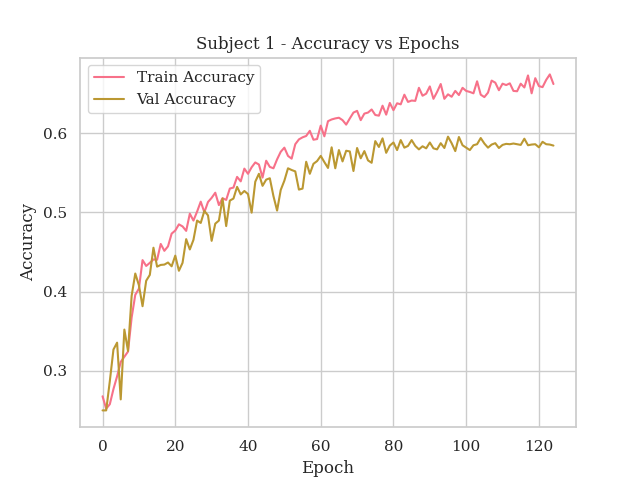 Subject 1 - Accuracy vs Epochs
Train Accuracy
Val Accuracy
0.6
0.5
0.4
0.3
Accuracy
0 20 40 60 80 100 120
Epoch